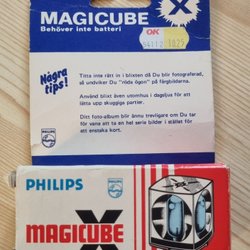 MAGICUBE X
Behöver inte batteri
OK
Några
tips!
Titta inte rätt in i blixten då Du blir fotograferad,
så undviker Du "röda ögon" på färgbilderna.
Använd blixt även utomhus i dagsljus för att
lätta upp skuggiga partier.
Ditt foto-album blir ännu trevligare om Du tar
för vana att ta en hel serie bilder i stället för
ett enstaka kort.
PHILIPS
PHILIPS
MAGICUBE X